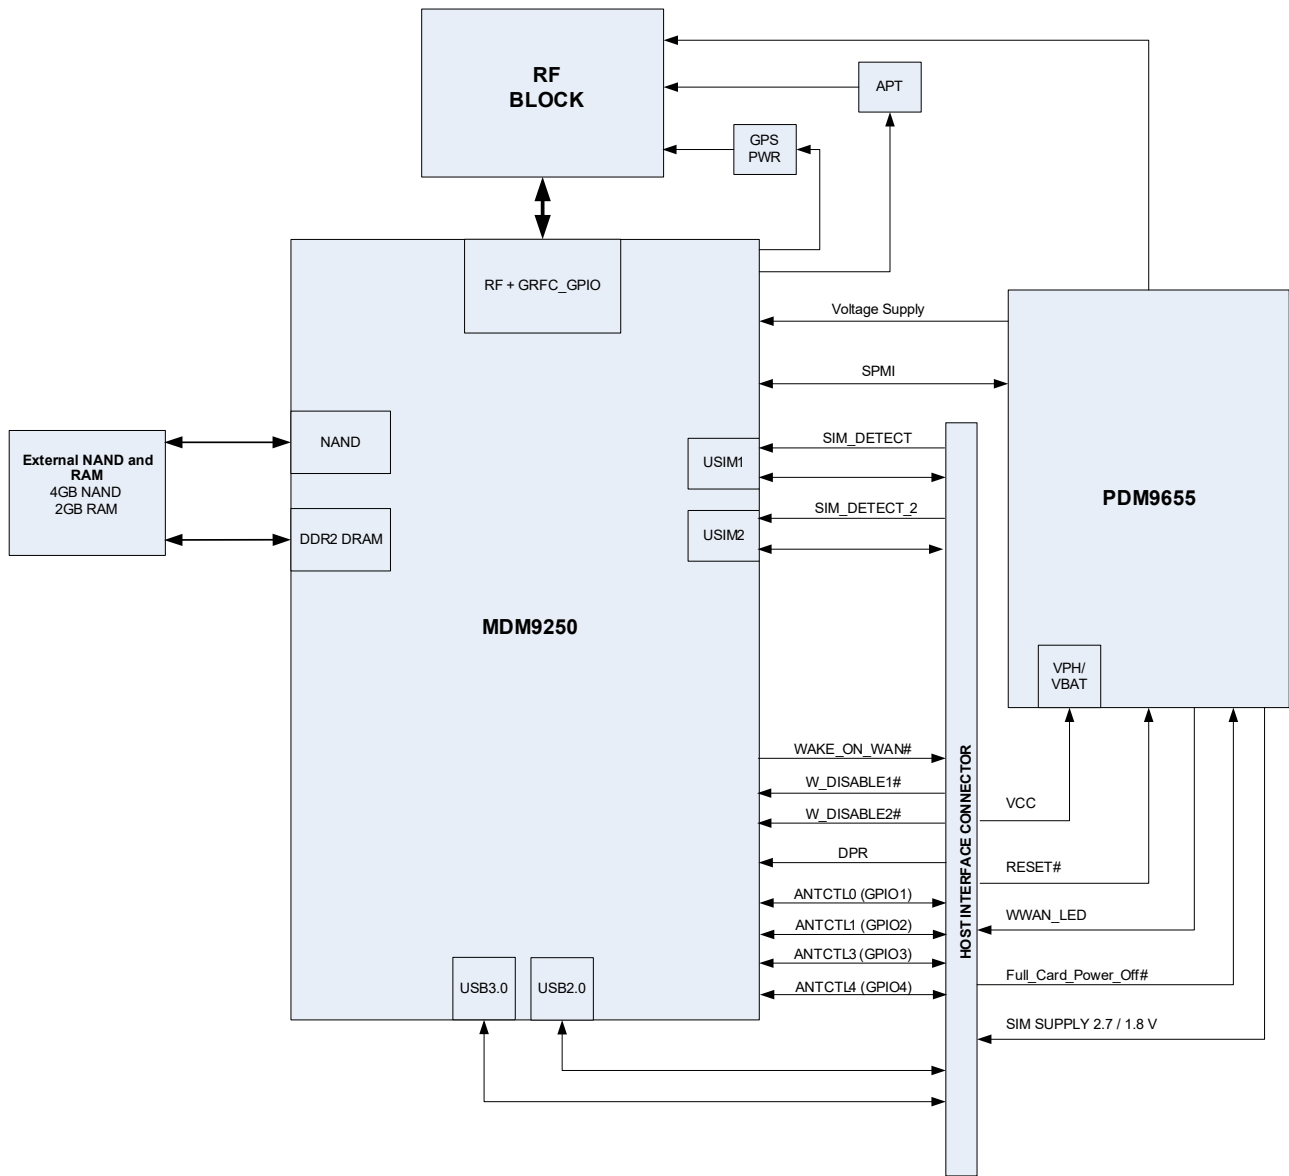 RF
BLOCK
APT
GPS
PWR
RF + GRFC_GPIO
Voltage Supply
SPMI
NAND
External NAND and
RAM
4GB NAND
2GB RAM
DDR2 DRAM
USIM1
SIM_DETECT
USIM2
SIM_DETECT_2
PDM9655
MDM9250
VPH/
VBAT
WAKE_ON_WAN#
W_DISABLE1#
W_DISABLE2#
DPR
ANTCTL0 (GPIO1)
ANTCTL1 (GPIO2)
ANTCTL3 (GPIO3)
ANTCTL4 (GPIO4)
HOST INTERFACE CONNECTOR
VCC
RESET#
WWAN_LED
Full_Card_Power_Off#
SIM SUPPLY 2.7 / 1.8 V
USB3.0
USB2.0